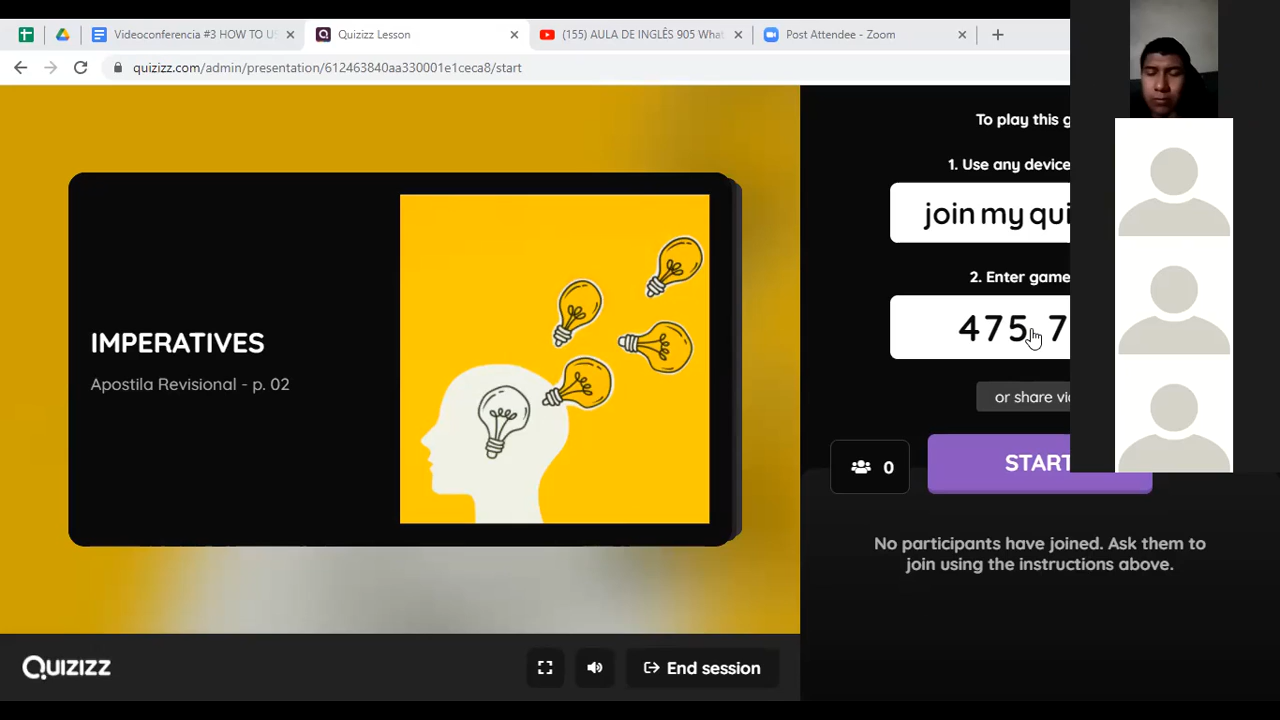 Videoconferencia #3 HOW TO U
Quizizz Lesson
(155) AULA DE INGLÊS 905 What
Post Attendee - Zoom
quizizz.com/admin/presentation/612463840aa330001e1ceca8/start
To play this g
1. Use any device
join my qui
2. Enter game
475 7
or share via
0
START
No participants have joined. Ask them to
join using the instructions above.
IMPERATIVES
Apostila Revisional - p. 02
Quizizz
End session